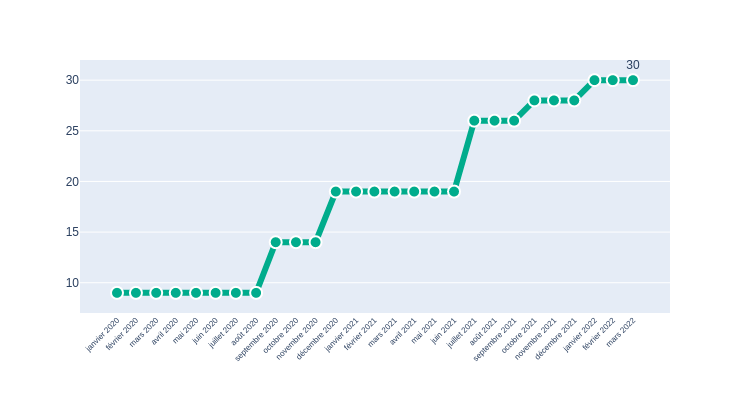 30
30
25
20
15
10
janvier 2020
février 2020
mars 2020
avril 2020
mai 2020
juin 2020
juillet 2020
août 2020
septembre 2020
octobre 2020
novembre 2020
décembre 2020
janvier 2021
février 2021
mars 2021
avril 2021
mai 2021
juin 2021
juillet 2021
août 2021
septembre 2021
octobre 2021
novembre 2021
décembre 2021
janvier 2022
février 2022
mars 2022